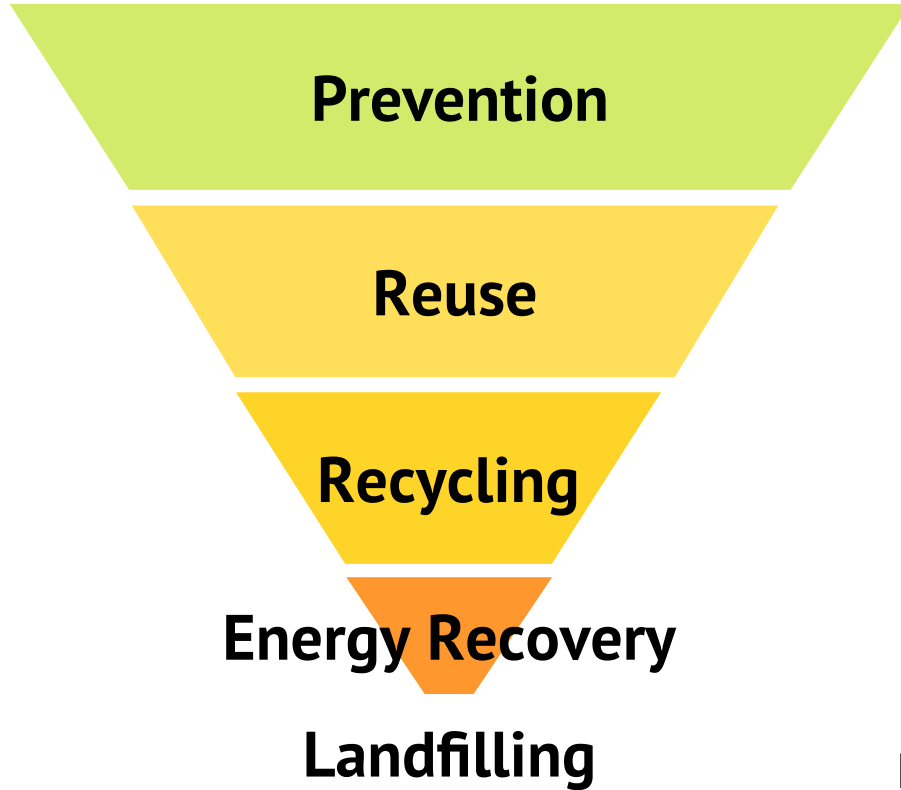 Prevention
Reuse
Recycling
Energy Recovery
Landfilling